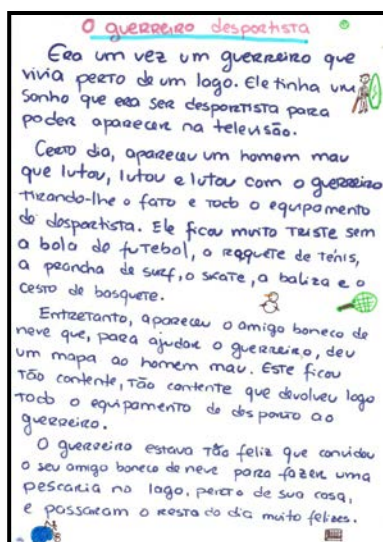 O guerreiro desportista
Era um vez um guerreiro que
vivia perto de um lago. Ele tinha um
sonho que era ser desportista para
poder aparecer na televisão.
Certo dia, apareceu um homem mau
que lutou, lutou e lutou com o guerreiro
tirando-lhe o fato e todo o equipamento
de desportista. Ele ficou muito triste sem
a bola de futebol, a raquete de ténis,
a prancha de surf, o skate, a baliza e o
cesto de basquete.
Entretanto, apareceu o amigo boneco de
neve que, para ajudar o guerreiro, deu
um mapa ao homem mau. Este ficou
tão contente, tão contente que devolveu logo
todo o equipamento de desporto ao
guerreiro.
O guerreiro estava tão feliz que convidou
o seu amigo boneco de neve para fazer uma
pescaria no lago, perto de sua casa,
e passaram o resto do dia muito felizes.